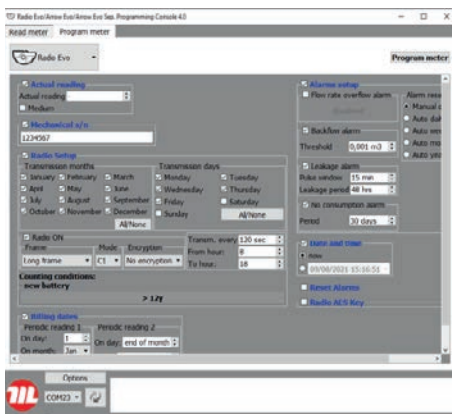 Radio Evo/Arrow Evo/Arrow Evo Sep. Programming Console 4.0
Read meter Program meter
Rado Evo
Program meter
Actual reading
Actual reading
Medium
Mechanical s/n
1234567
Radio Setup
Transmission months Transmission days
January February March Monday Tuesday
April May June Wednesday Thursday
July August September Friday Saturday
October November December Sunday All/None
All/None
Radio ON
Frame Mode Encryption
Long frame C1 No encryption
Transm. every 120 sec
From hour: 8
To hour: 18
Counting conditions:
new battery
> 12y
Billing dates
Periodic reading 1 Periodic reading 2
On day: 1 On day: end of month
On month: Jan
Alarms setup
Flow rate overflow alarm
Backflow alarm
Threshold 0,001 m3
Leakage alarm
Pulse window 15 min
Leakage period 48 hrs
No consumption alarm
Period 30 days
Alarm rese
Manual
Auto dail
Auto
Auto mo
Auto
Date and time
09/08/2021 15:16:51
Reset Alarms
Radio AES Key
Options
COM23